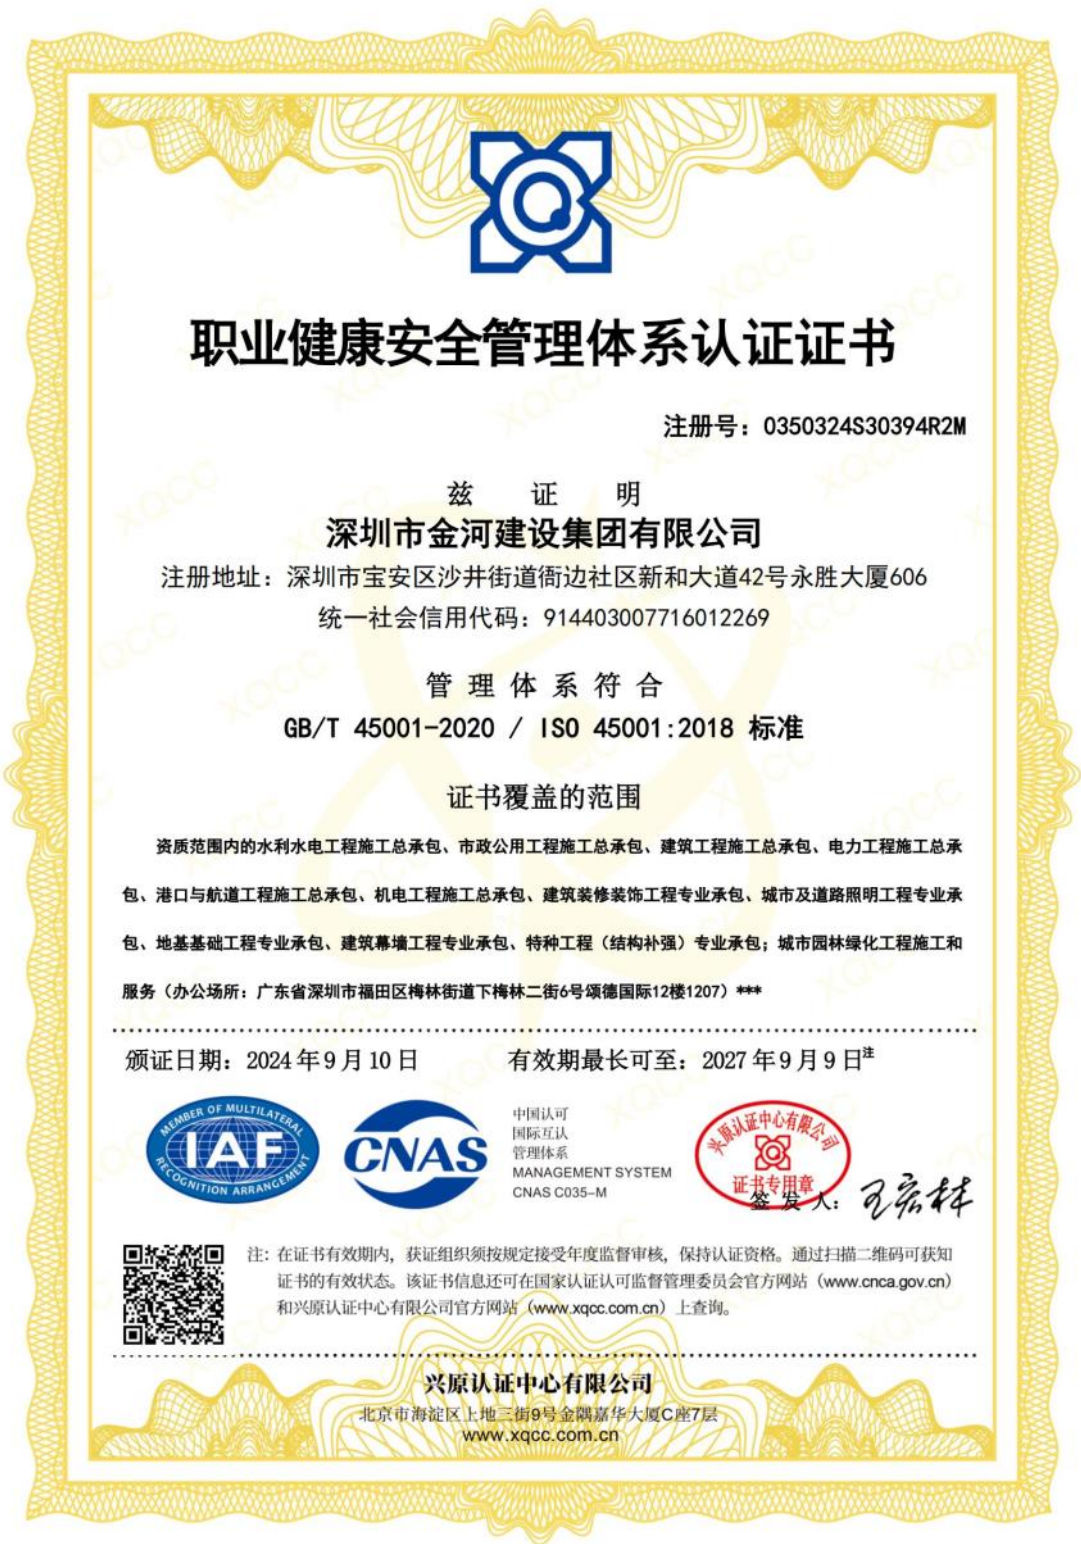 职业健康安全管理体系认证证书
注册号：0350324S30394R2M
兹 证 明
深圳市金河建设集团有限公司
注册地址：深圳市宝安区沙井街道衙边社区新和大道42号永胜大厦606
统一社会信用代码：914403007716012269
管 理 体 系 符 合
GB/T 45001-2020 / ISO 45001:2018 标准
证书覆盖的范围
资质范围内的水利水电工程施工总承包、市政公用工程施工总承包、建筑工程施工总承包、电力工程施工总承
包、港口与航道工程施工总承包、机电工程施工总承包、建筑装修装饰工程专业承包、城市及道路照明工程专业承
包、地基基础工程专业承包、建筑幕墙工程专业承包、特种工程（结构补强）专业承包；城市园林绿化工程施工和
服务（办公场所：广东省深圳市福田区梅林街道下梅林二街6号颂德国际12楼1207）***
颁证日期：2024年9月10日 有效期最长可至：2027年9月9日注
MEMBER OF MULTILATERAL
IAF
RECOGNITION ARRANGEMENT
CNAS
中国认可
国际互认
管理体系
MANAGEMENT SYSTEM
CNAS C035-M
兴原认证中心有限公司
证书专用章
签 发 人：王宏林
注：在证书有效期内，获证组织须按规定接受年度监督审核，保持认证资格。通过扫描二维码可获知
证书的有效状态。该证书信息还可在国家认证认可监督管理委员会官方网站（www.cnca.gov.cn）
和兴原认证中心有限公司官方网站（www.xqcc.com.cn）上查询。
兴原认证中心有限公司
北京市海淀区上地三街9号金隅嘉华大厦C座7层
www.xqcc.com.cn